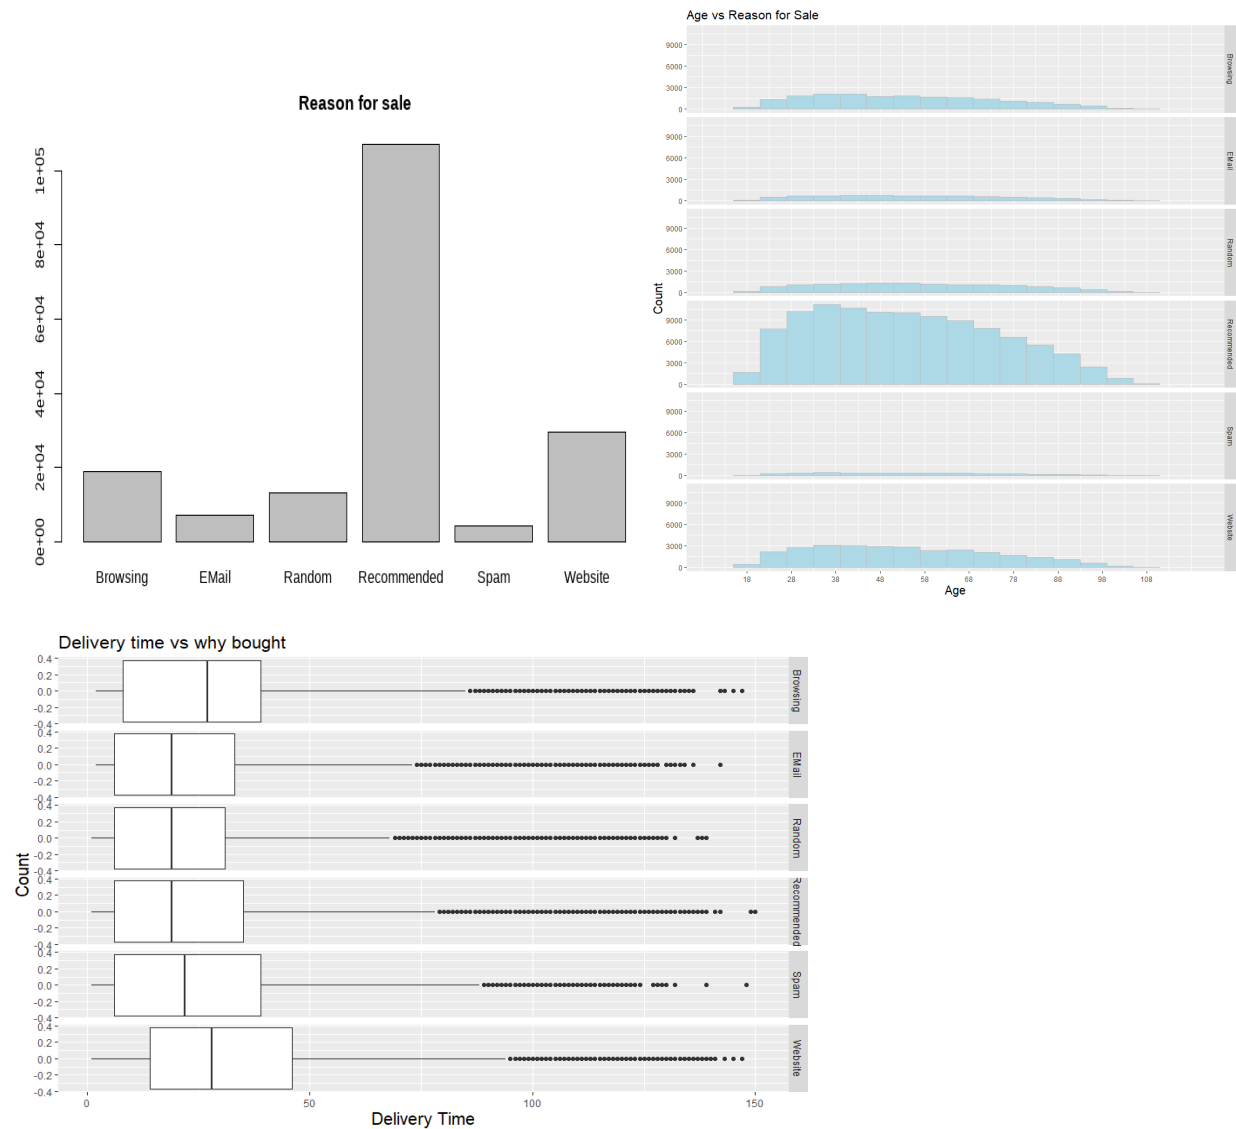 Reason for sale
1e+05
8e+04
6e+04
4e+04
2e+04
0e+00
Browsing EMail Random Recommended Spam Website
Age vs Reason for Sale
Count
9000
6000
3000
0
Browsing
9000
6000
3000
0
EMail
9000
6000
3000
0
Random
9000
6000
3000
0
Recommended
9000
6000
3000
0
Spam
9000
6000
3000
0
Website
18 28 38 48 58 68 78 88 98 108
Age
Delivery time vs why bought
Count
0.4
0.2
0.0
-0.2
-0.4
Browsing
0.4
0.2
0.0
-0.2
-0.4
EMail
0.4
0.2
0.0
-0.2
-0.4
Random
0.4
0.2
0.0
-0.2
-0.4
Recommended
0.4
0.2
0.0
-0.2
-0.4
Spam
0.4
0.2
0.0
-0.2
-0.4
Website
0 50 100 150
Delivery Time